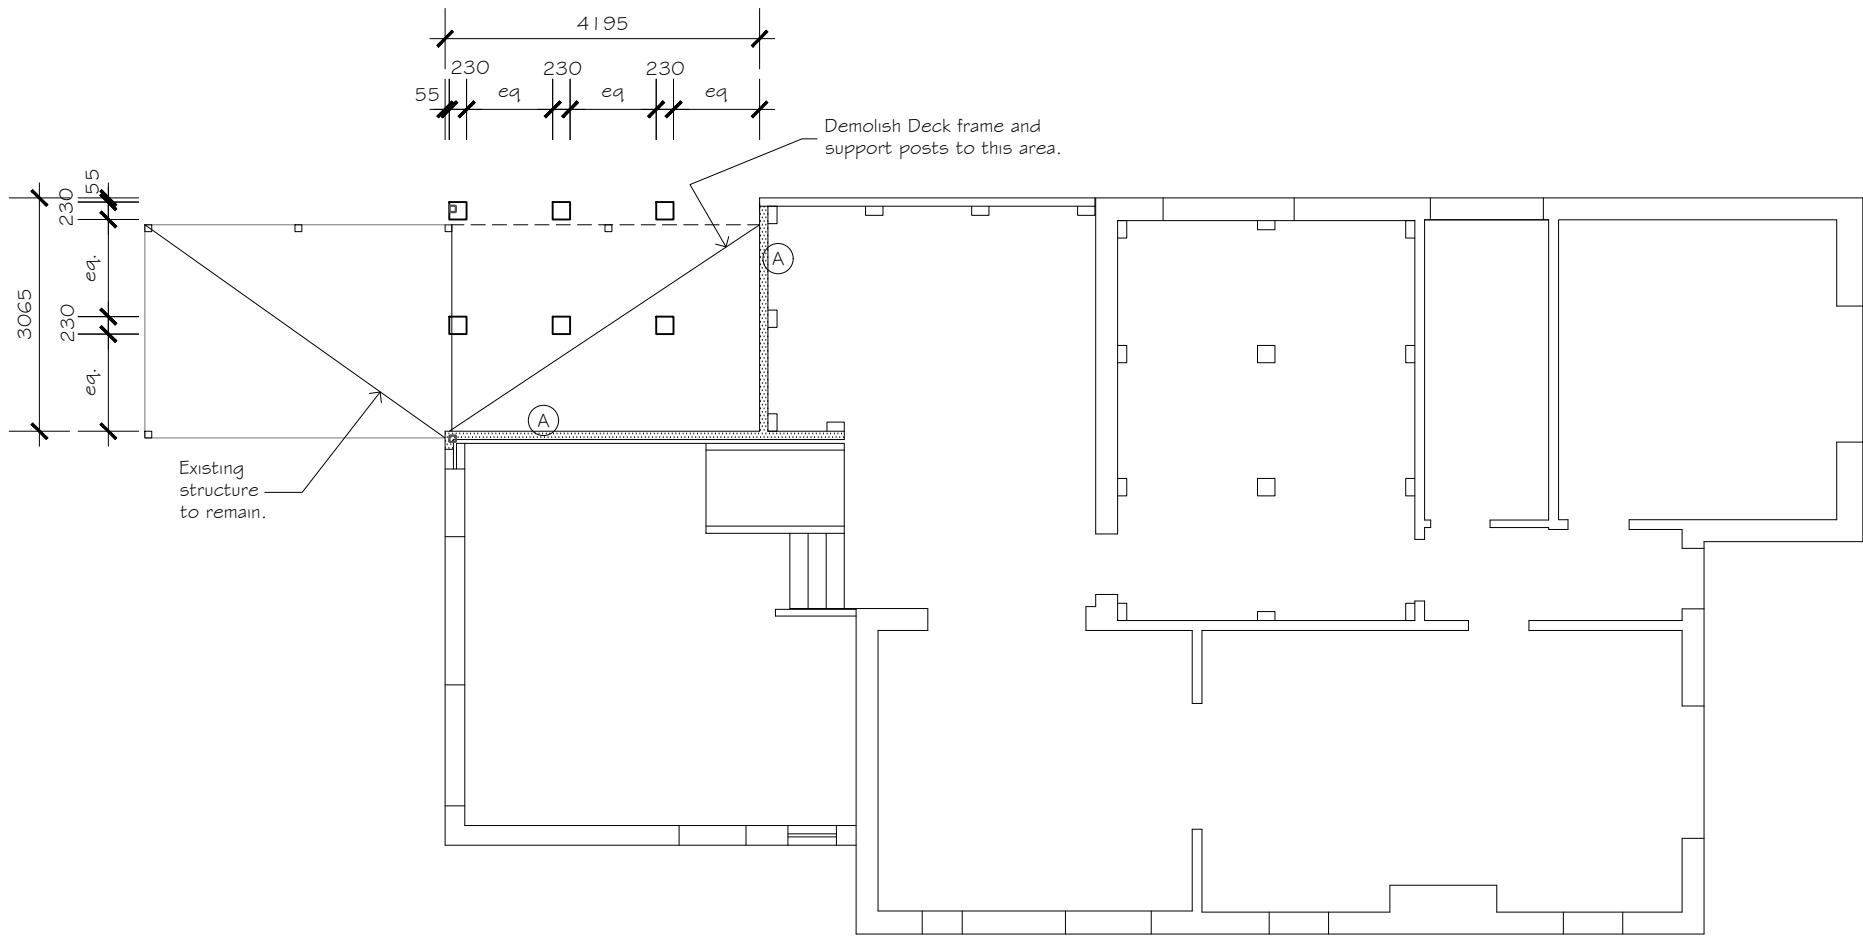 4195
230
230
230
55
eq
eq
eq
Demolish Deck frame and
support posts to this area.
55
230
eq.
3065
230
eq.
A
A
Existing
structure
to remain.